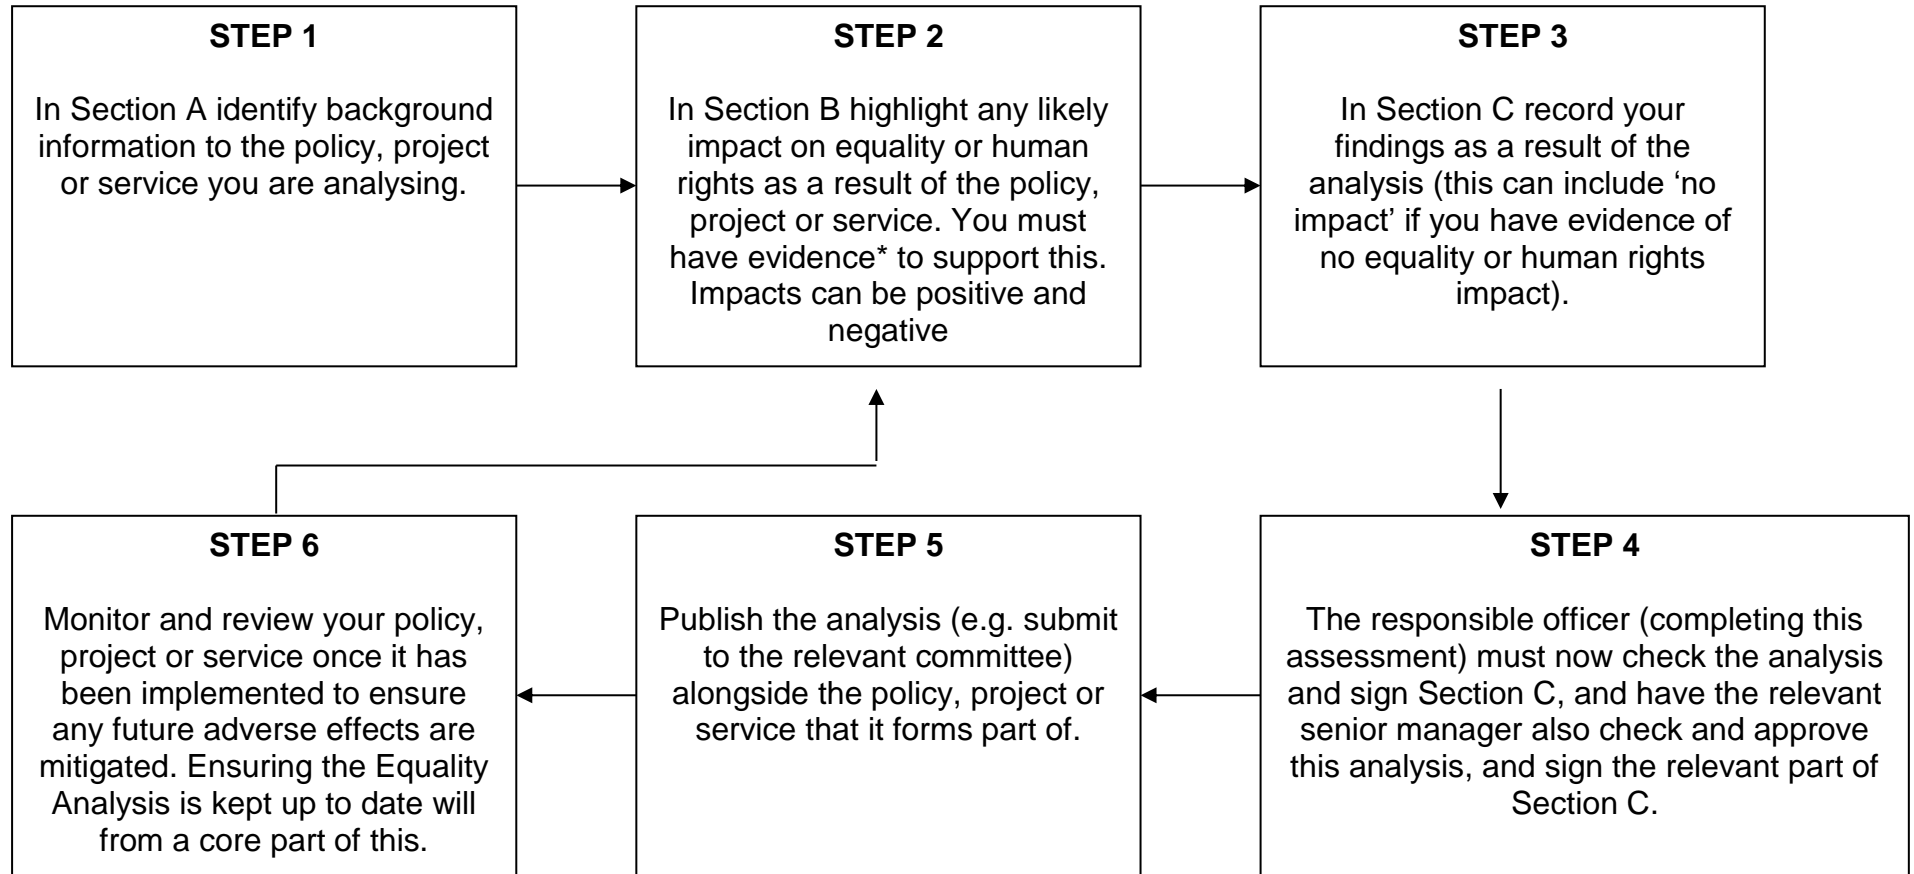 STEP 1
In Section A identify background
information to the policy, project
or service you are analysing.
STEP 2
In Section B highlight any likely
impact on equality or human
rights as a result of the policy,
project or service. You must
have evidence* to support this.
Impacts can be positive and
negative
STEP 3
In Section C record your
findings as a result of the
analysis (this can include ‘no
impact’ if you have evidence of
no equality or human rights
impact).
STEP 4
The responsible officer (completing this
assessment) must now check the analysis
and sign Section C, and have the relevant
senior manager also check and approve
this analysis, and sign the relevant part of
Section C.
STEP 5
Publish the analysis (e.g. submit
to the relevant committee)
alongside the policy, project or
service that it forms part of.
STEP 6
Monitor and review your policy,
project or service once it has
been implemented to ensure
any future adverse effects are
mitigated. Ensuring the Equality
Analysis is kept up to date will
from a core part of this.